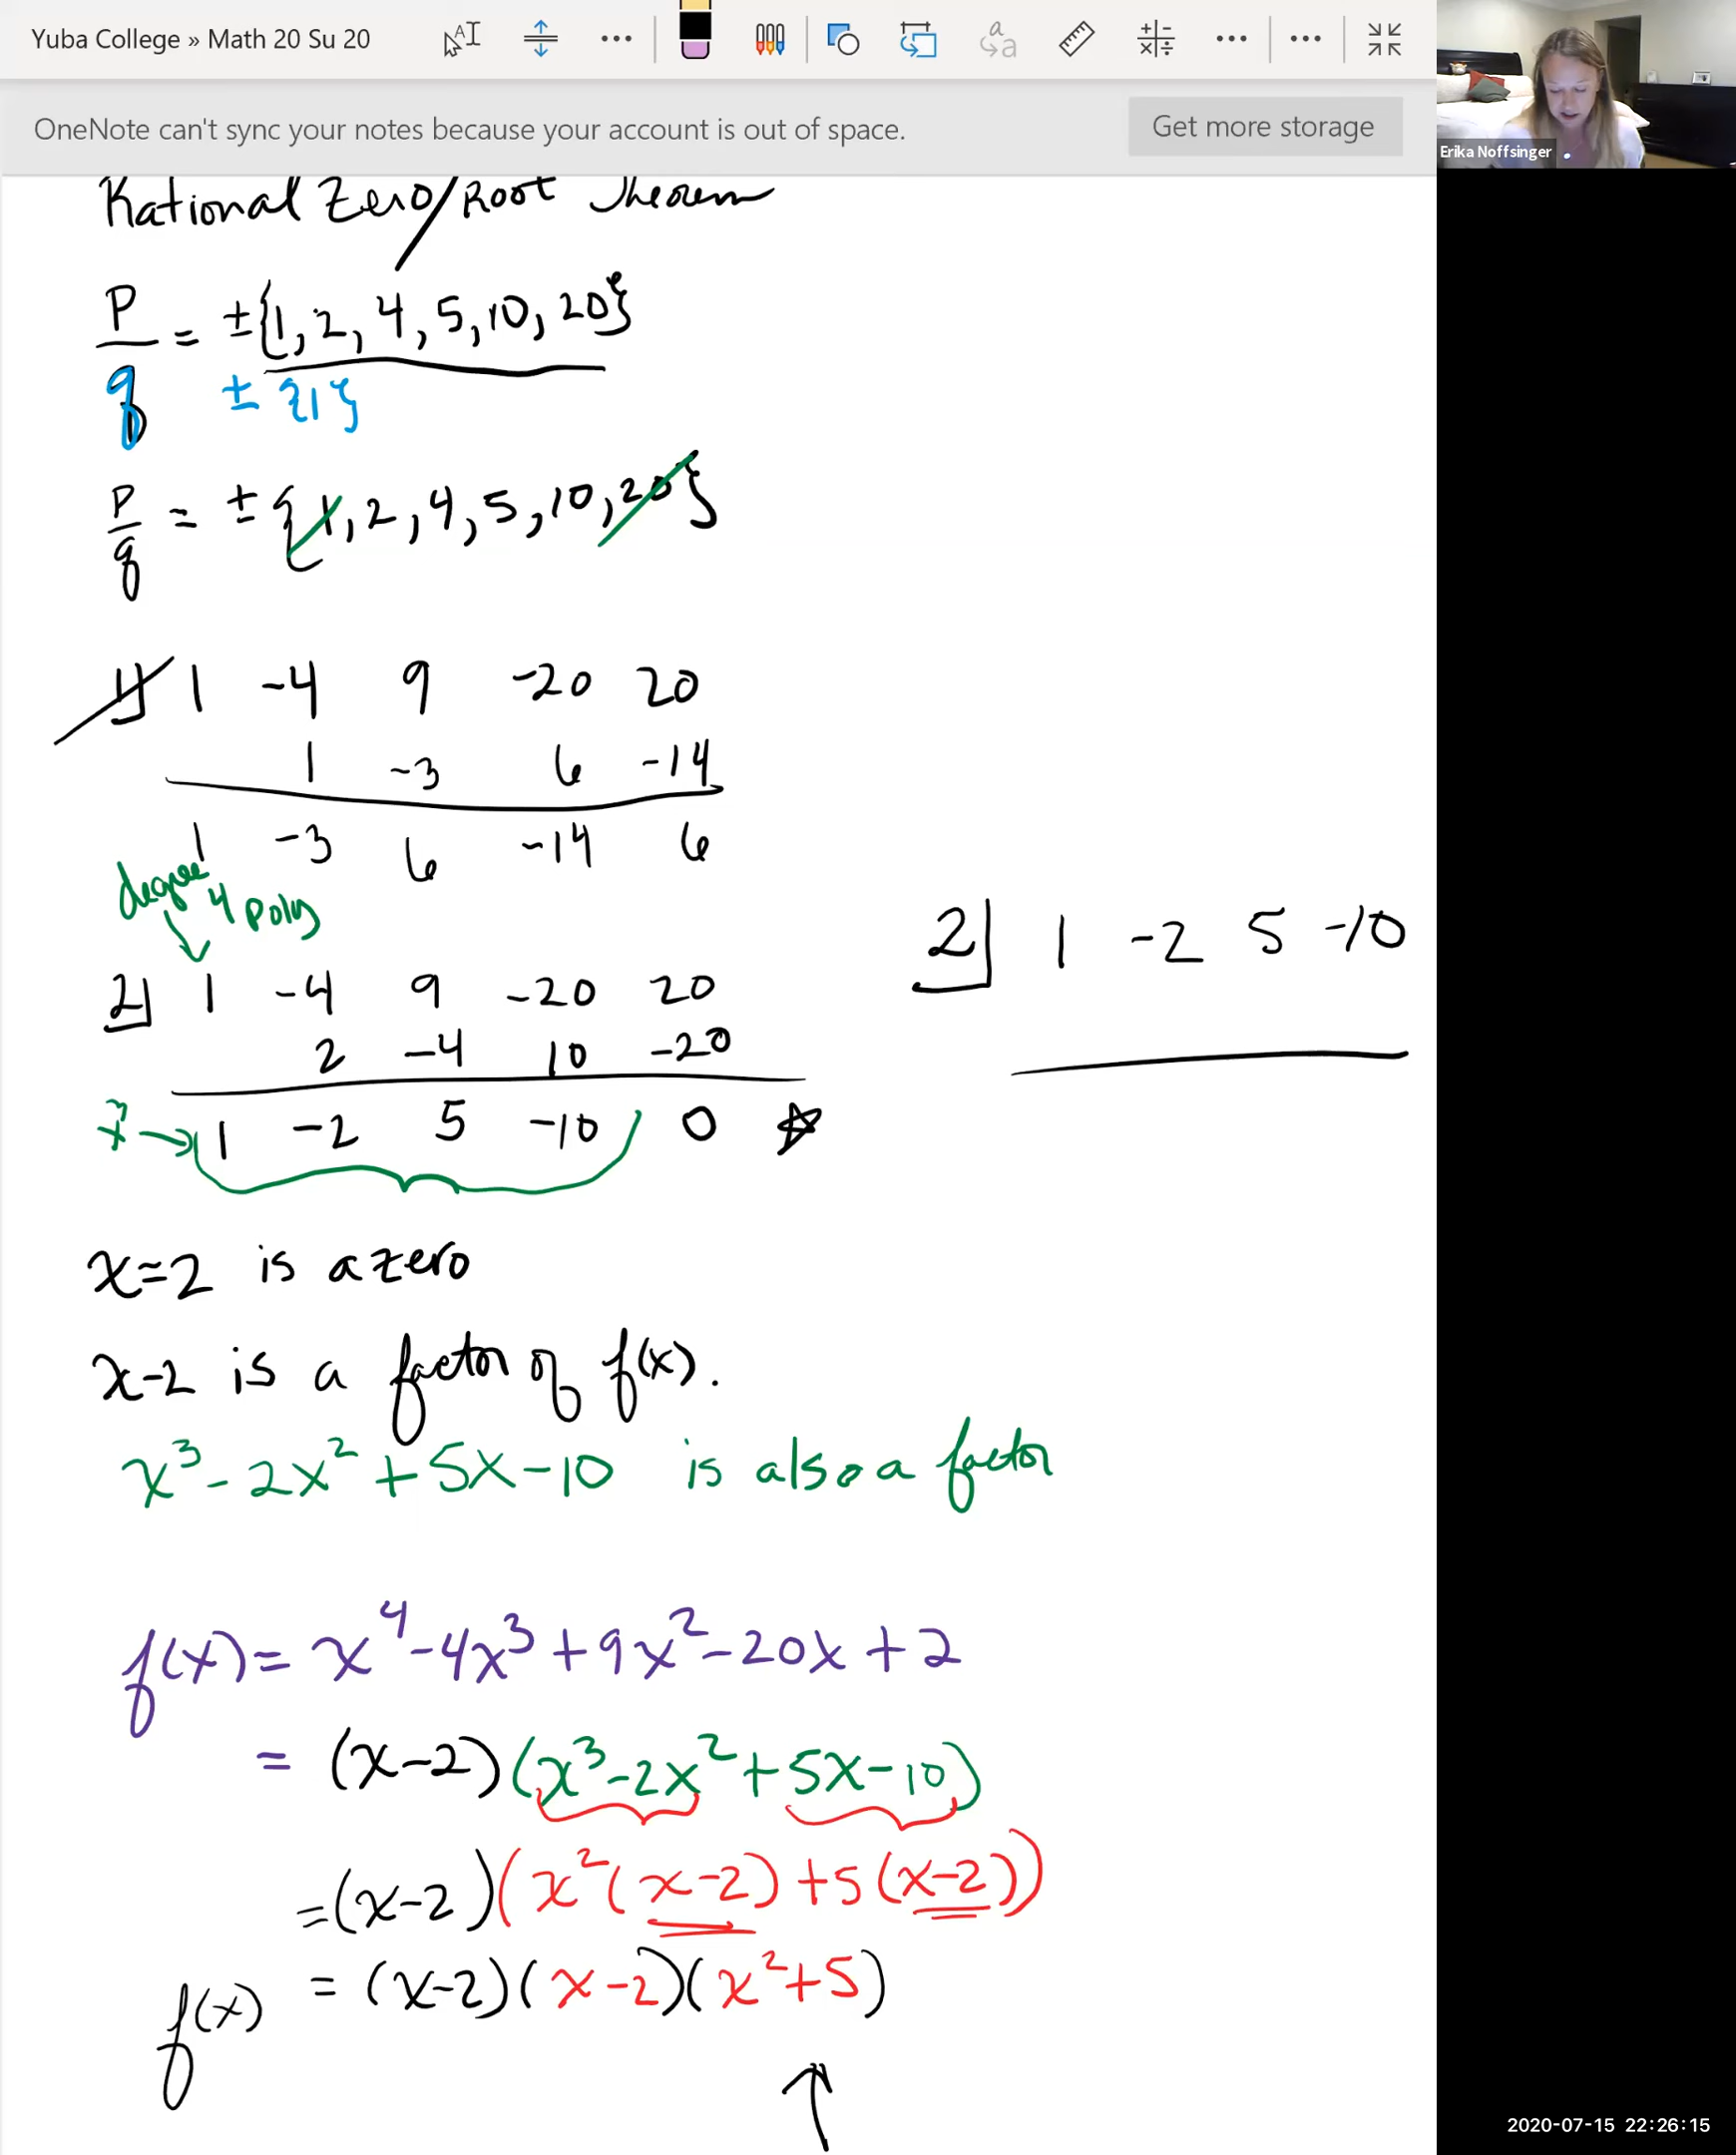 Yuba College » Math 20 Su 20
OneNote can't sync your notes because your account is out of space.
Get more storage
Erika Noffsinger
Rational Zero/Root Theorem
P/q = ±{1, 2, 4, 5, 10, 20} / ±{1}
P/q = ±{1, 2, 4, 5, 10, 20}
1| 1 -4 9 -20 20
1 -3 6 -14
1 -3 6 -14 6
degree
4 poly
2| 1 -4 9 -20 20
2 -4 10 -20
x³ → 1 -2 5 -10 0 ☆
2| 1 -2 5 -10
x=2 is a zero
x-2 is a factor of f(x).
x³ - 2x² + 5x - 10 is also a factor
f(x) = x⁴ - 4x³ + 9x² - 20x + 2
= (x-2)(x³ - 2x² + 5x - 10)
= (x-2)(x²(x-2) + 5(x-2))
f(x) = (x-2)(x-2)(x²+5)
↑
2020-07-15 22:26:15